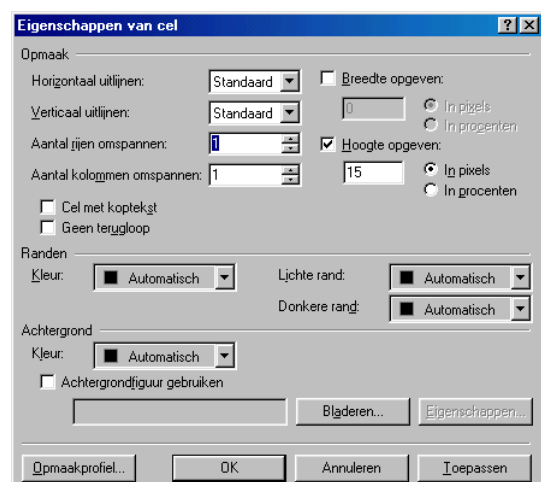 Eigenschappen van cel
Opmaak
Horizontaal uitlijnen: Standaard
Breedte opgeven:
Verticaal uitlijnen: Standaard
0 In pixels
In procenten
Aantal rijen omspannen: 1
Hoogte opgeven:
Aantal kolommen omspannen: 1
15 In pixels
In procenten
Cel met koptekst
Geen terugloop
Randen
Kleur: Automatisch
Lichte rand: Automatisch
Donkere rand: Automatisch
Achtergrond
Kleur: Automatisch
Achtergrondfiguur gebruiken
Bladeren... Eigenschappen...
Opmaakprofiel... OK Annuleren Toepassen